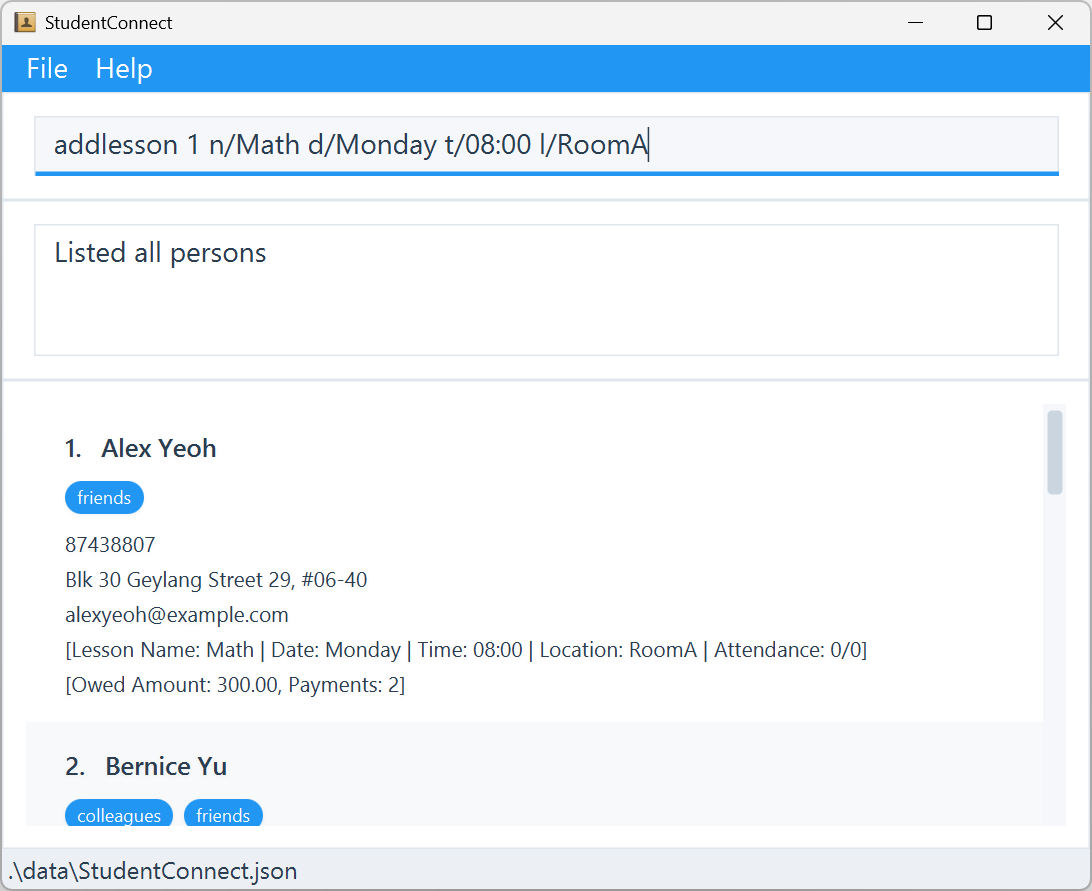 StudentConnect
File Help
addlesson 1 n/Math d/Monday t/08:00 l/RoomA
Listed all persons
1. Alex Yeoh
friends
87438807
Blk 30 Geylang Street 29, #06-40
alexyeoh@example.com
[Lesson Name: Math | Date: Monday | Time: 08:00 | Location: RoomA | Attendance: 0/0]
[Owed Amount: 300.00, Payments: 2]
2. Bernice Yu
colleagues friends
.\data\StudentConnect.json